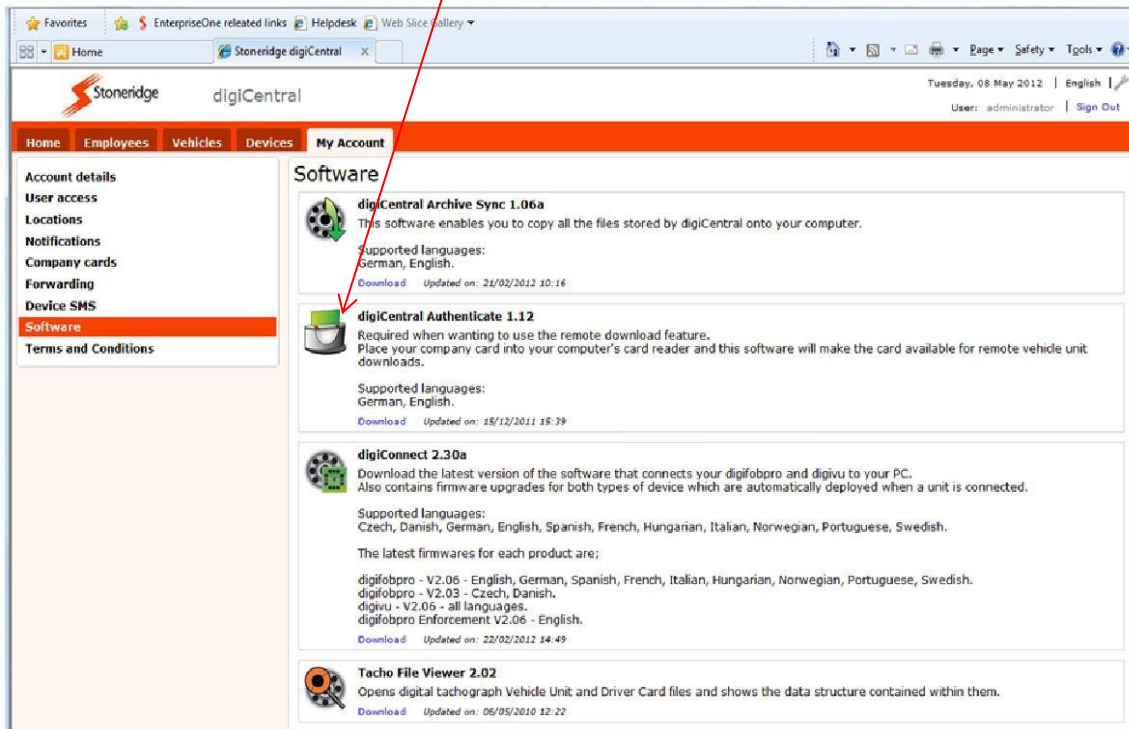 Favorites EnterpriseOne releated links Helpdesk Web Slice Gallery
Home Stoneridge digiCentral X Page Safety Tools
Stoneridge digiCentral Tuesday, 08 May 2012 | English |
User: administrator | Sign Out
Home Employees Vehicles Devices My Account
Account details
User access
Locations
Notifications
Company cards
Forwarding
Device SMS
Software
Terms and Conditions
Software
digiCentral Archive Sync 1.06a
This software enables you to copy all the files stored by digiCentral onto your computer.
Supported languages:
German, English.
Download Updated on: 21/02/2012 10:16
digiCentral Authenticate 1.12
Required when wanting to use the remote download feature.
Place your company card into your computer's card reader and this software will make the card available for remote vehicle unit
downloads.
Supported languages:
German, English.
Download Updated on: 15/12/2011 15:39
digiConnect 2.30a
Download the latest version of the software that connects your digifobpro and digivu to your PC.
Also contains firmware upgrades for both types of device which are automatically deployed when a unit is connected.
Supported languages:
Czech, Danish, German, English, Spanish, French, Hungarian, Italian, Norwegian, Portuguese, Swedish.
The latest firmwares for each product are;
digifobpro - V2.06 - English, German, Spanish, French, Italian, Hungarian, Norwegian, Portuguese, Swedish.
digifobpro - V2.03 - Czech, Danish.
digivu - V2.06 - all languages.
digifobpro Enforcement V2.06 - English.
Download Updated on: 22/02/2012 14:49
Tacho File Viewer 2.02
Opens digital tachograph Vehicle Unit and Driver Card files and shows the data structure contained within them.
Download Updated on: 06/05/2010 12:22